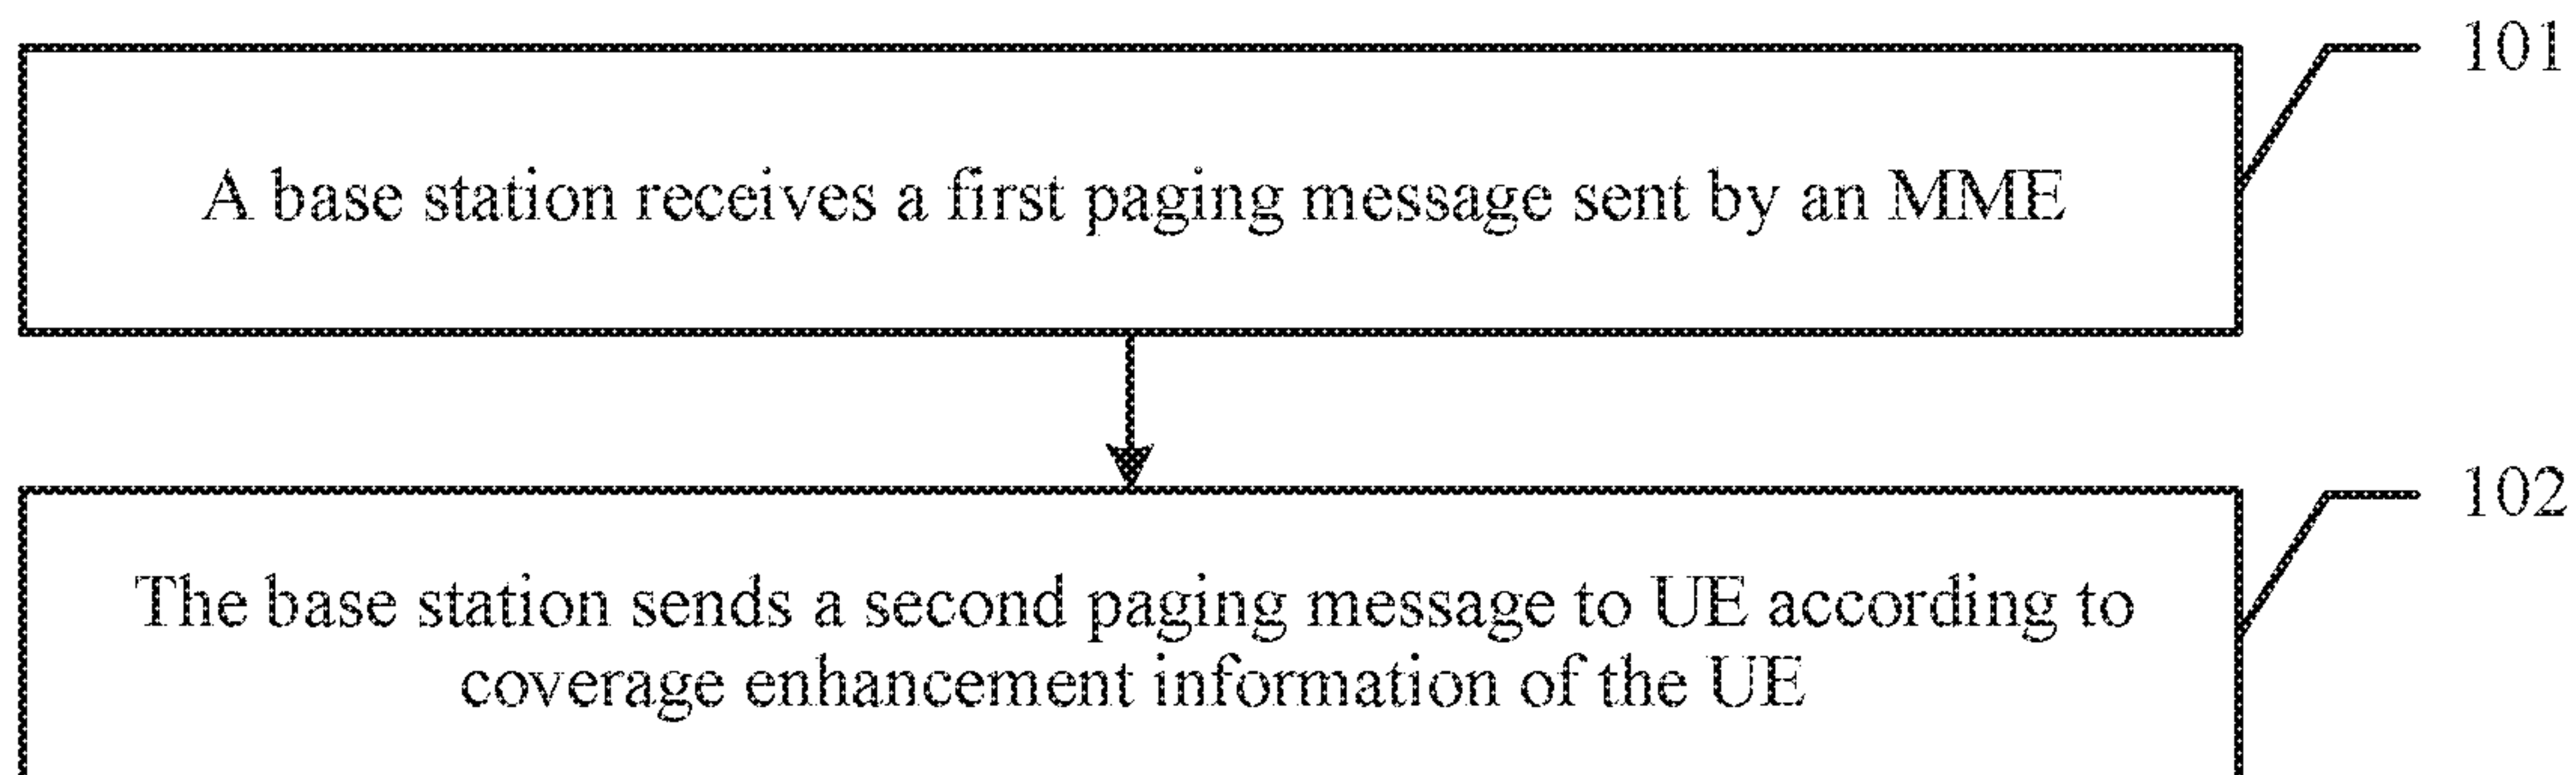 101
A base station receives a first paging message sent by an MME
102
The base station sends a second paging message to UE according to
coverage enhancement information of the UE